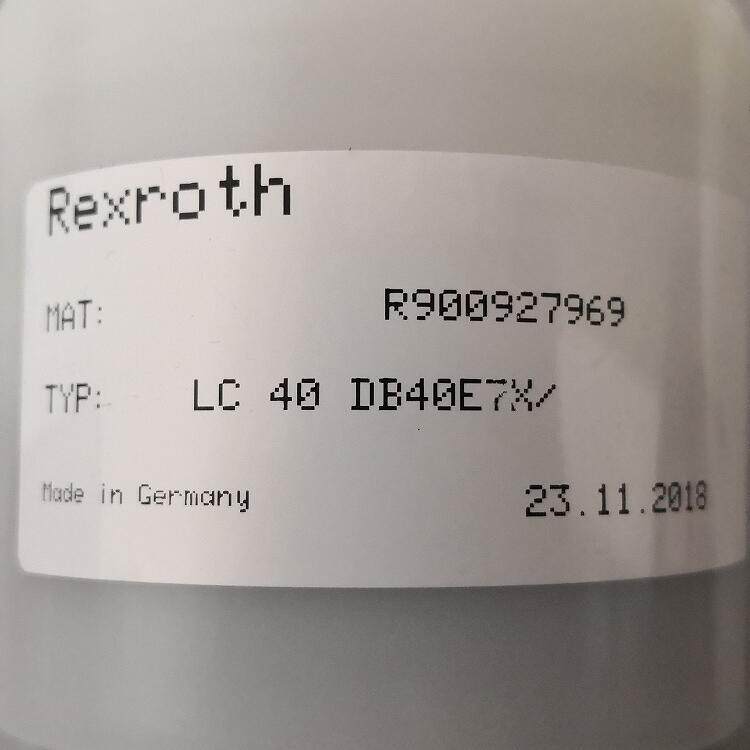 Rexroth
MAT: R900927969
TYP: LC 40 DB40E7X/
Made in Germany 23.11.2018